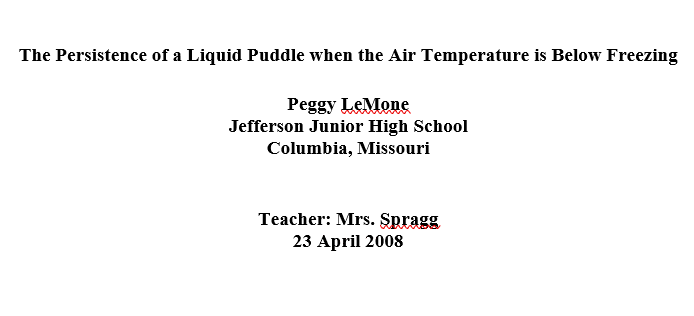 The Persistence of a Liquid Puddle when the Air Temperature is Below Freezing
Peggy LeMone
Jefferson Junior High School
Columbia, Missouri
Teacher: Mrs. Spragg
23 April 2008